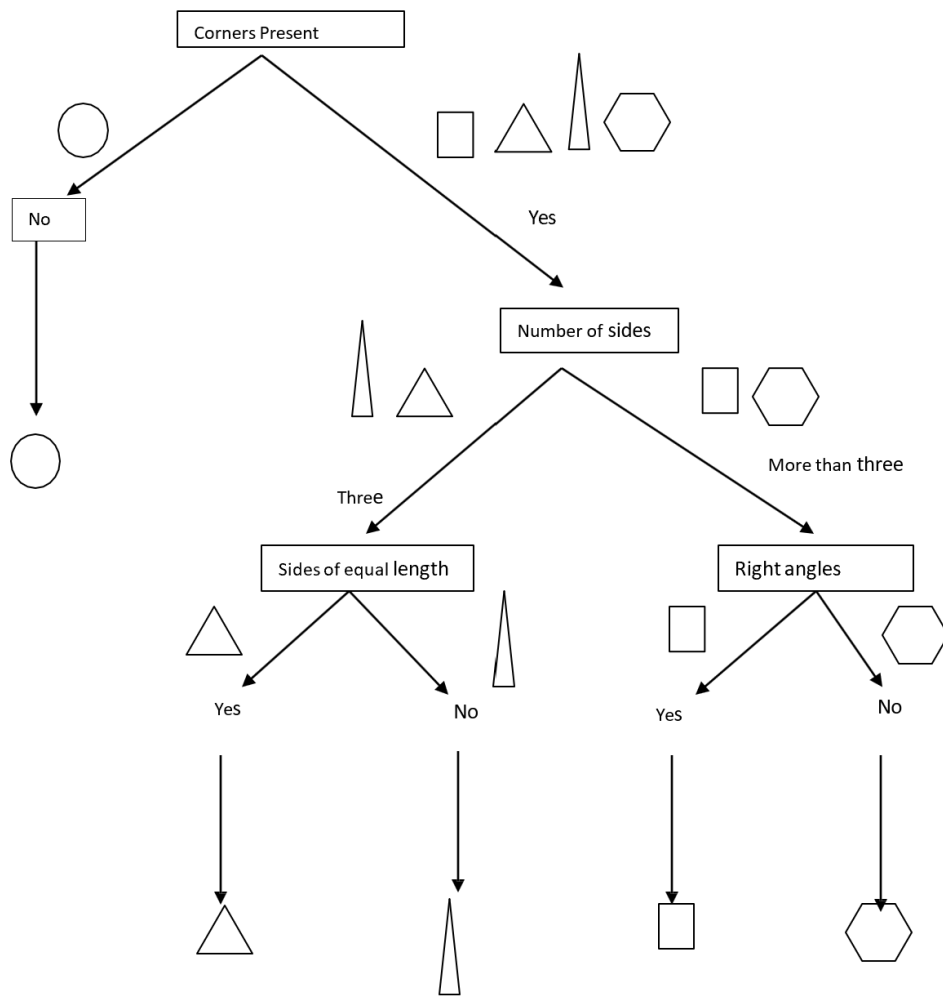 Corners Present
No
Yes
Number of sides
Three
More than three
Sides of equal length
Right angles
Yes
No
Yes
No